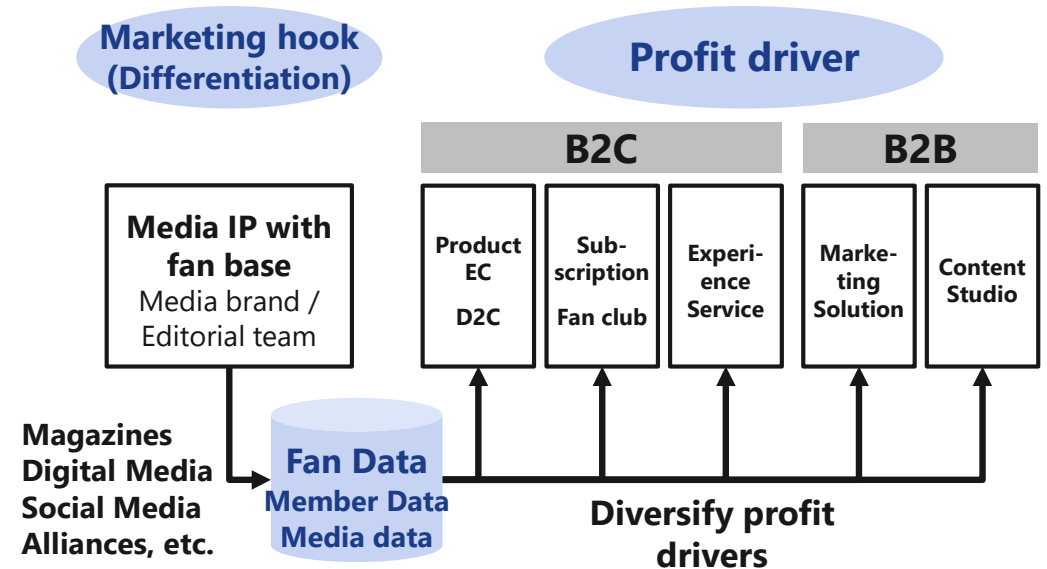 Marketing hook
(Differentiation)
Profit driver
B2C
B2B
Media IP with
fan base
Media brand /
Editorial team
Product
EC
D2C
Sub-
scription
Fan club
Experi-
ence
Service
Marke-
ting
Solution
Content
Studio
Magazines
Digital Media
Social Media
Alliances, etc.
Fan Data
Member Data
Media data
Diversify profit
drivers